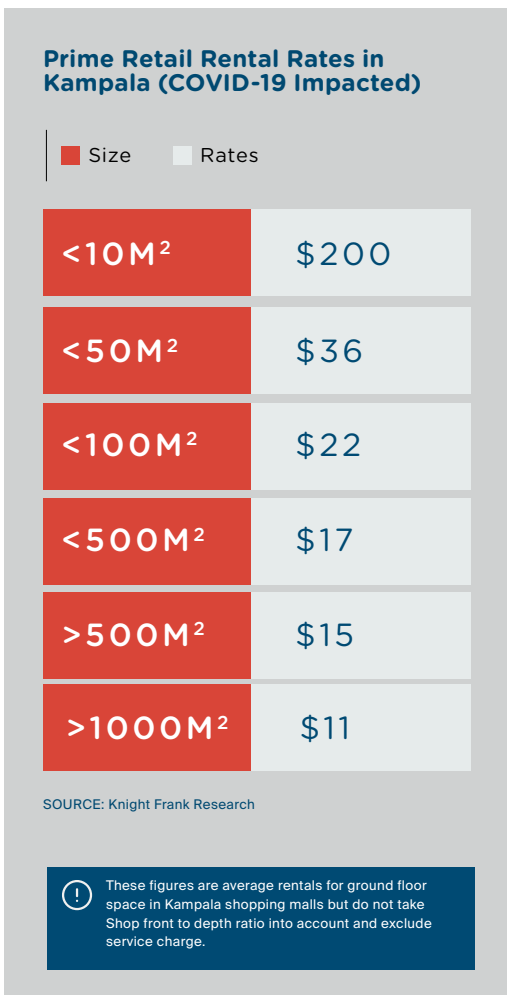 Prime Retail Rental Rates in
Kampala (COVID-19 Impacted)
Size Rates
<10M² $200
<50M² $36
<100M² $22
<500M² $17
>500M² $15
>1000M² $11
SOURCE: Knight Frank Research
These figures are average rentals for ground floor
space in Kampala shopping malls but do not take
Shop front to depth ratio into account and exclude
service charge.